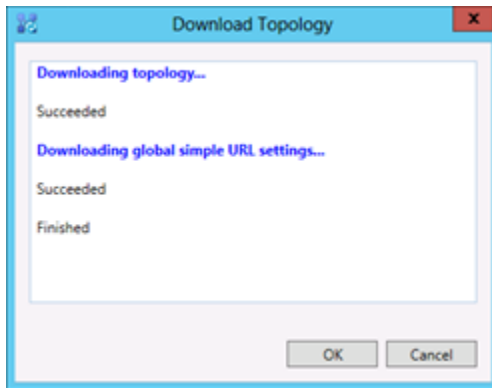 Download Topology
x
Downloading topology...
Succeeded
Downloading global simple URL settings...
Succeeded
Finished
OK
Cancel